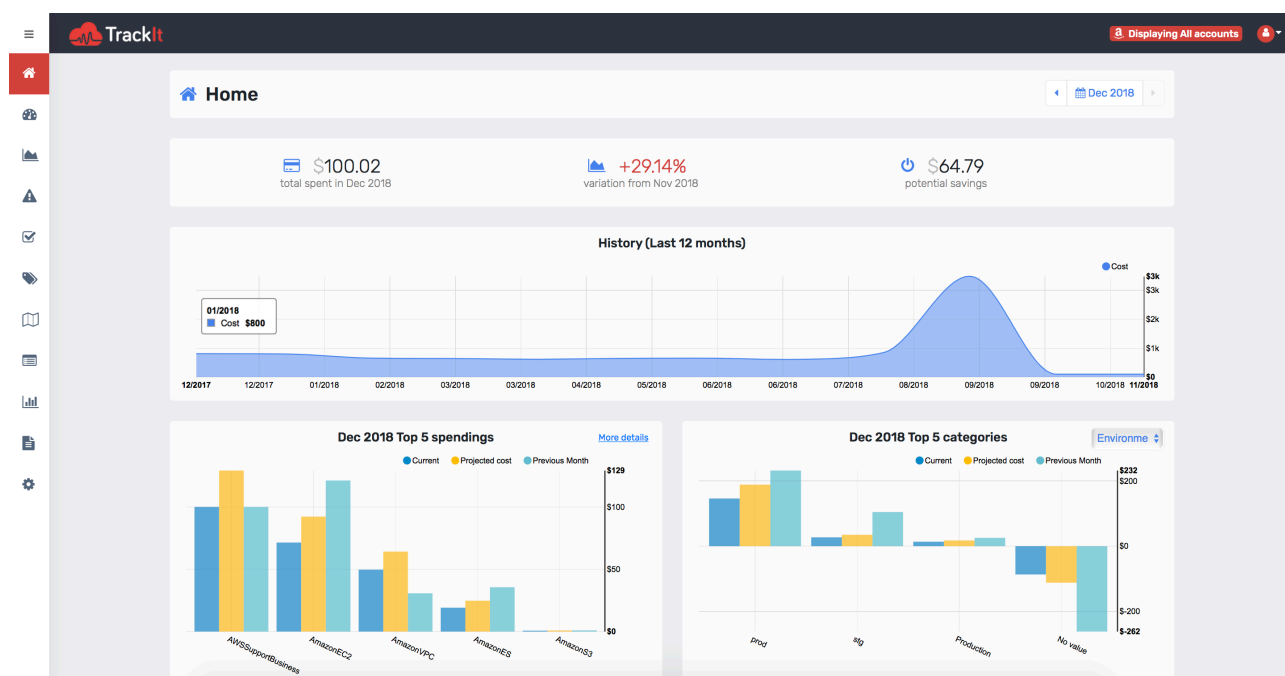 TrackIt
Displaying All accounts
Home
Dec 2018
$100.02
total spent in Dec 2018
+29.14%
variation from Nov 2018
$64.79
potential savings
History (Last 12 months)
Cost
$3k
$3k
$2k
$1k
$0
01/2018
Cost $800
12/2017 12/2017 01/2018 02/2018 03/2018 03/2018 04/2018 05/2018 06/2018 06/2018 07/2018 08/2018 09/2018 09/2018 10/2018 11/2018
Dec 2018 Top 5 spendings
More details
Current Projected cost Previous Month
$129
$100
$50
$0
AWSSupportBusiness
AmazonEC2
AmazonVPC
AmazonES
AmazonS3
Dec 2018 Top 5 categories
Environme
Current Projected cost Previous Month
$232
$200
$0
$-200
$-262
prod
stg
Production
No value